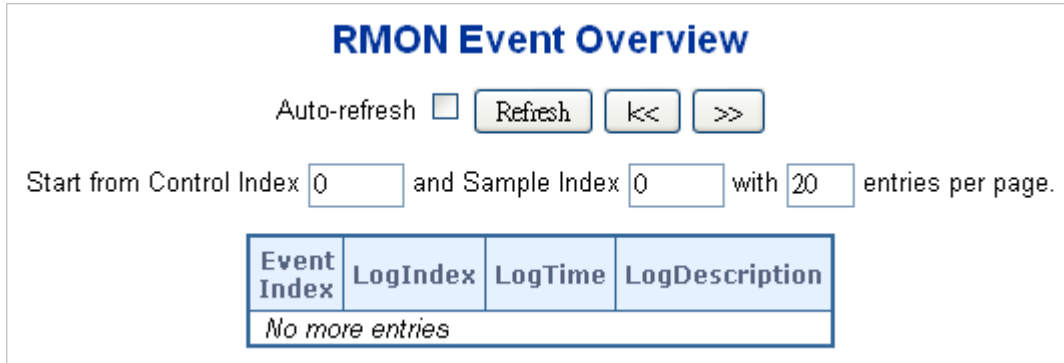 RMON Event Overview
Auto-refresh Refresh |<< >>
Start from Control Index 0 and Sample Index 0 with 20 entries per page.
Event Index LogIndex LogTime LogDescription
No more entries